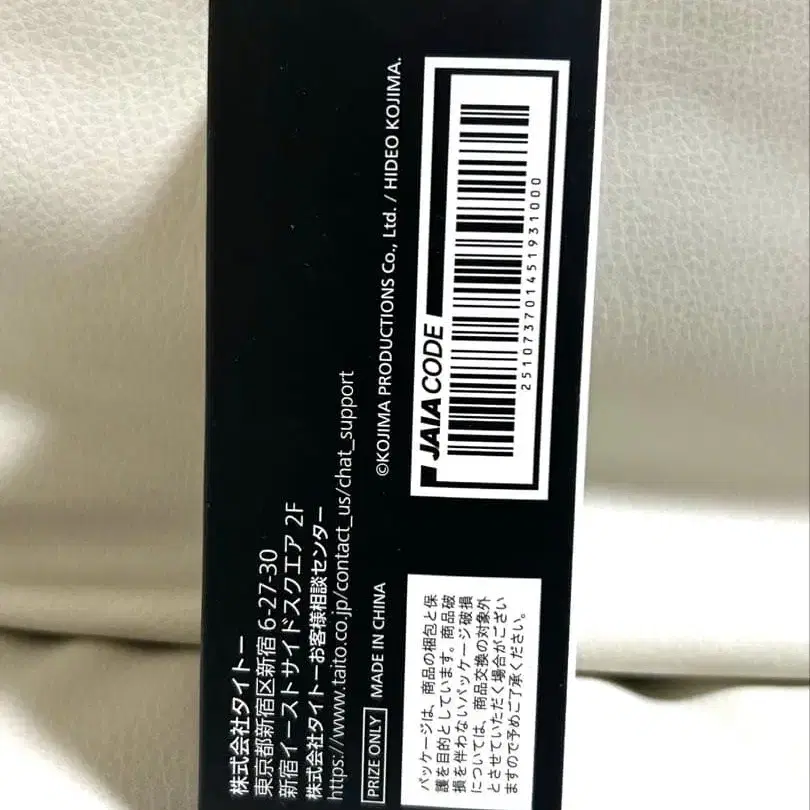 株式会社タイトー
東京都新宿区新宿 6-27-30
新宿イーストサイドスクエア 2F
株式会社タイトーお客様相談センター
https://www.taito.co.jp/contact_us/chat_support
PRIZE ONLY MADE IN CHINA
©KOJIMA PRODUCTIONS Co., Ltd. / HIDEO KOJIMA.
パッケージは、商品の梱包と保
護を目的としています。商品破
損を伴わないパッケージ破損
については、商品交換の対象外
とさせていただく場合がござい
ますので予めご了承ください。
JAIA CODE
2510737014519310​00